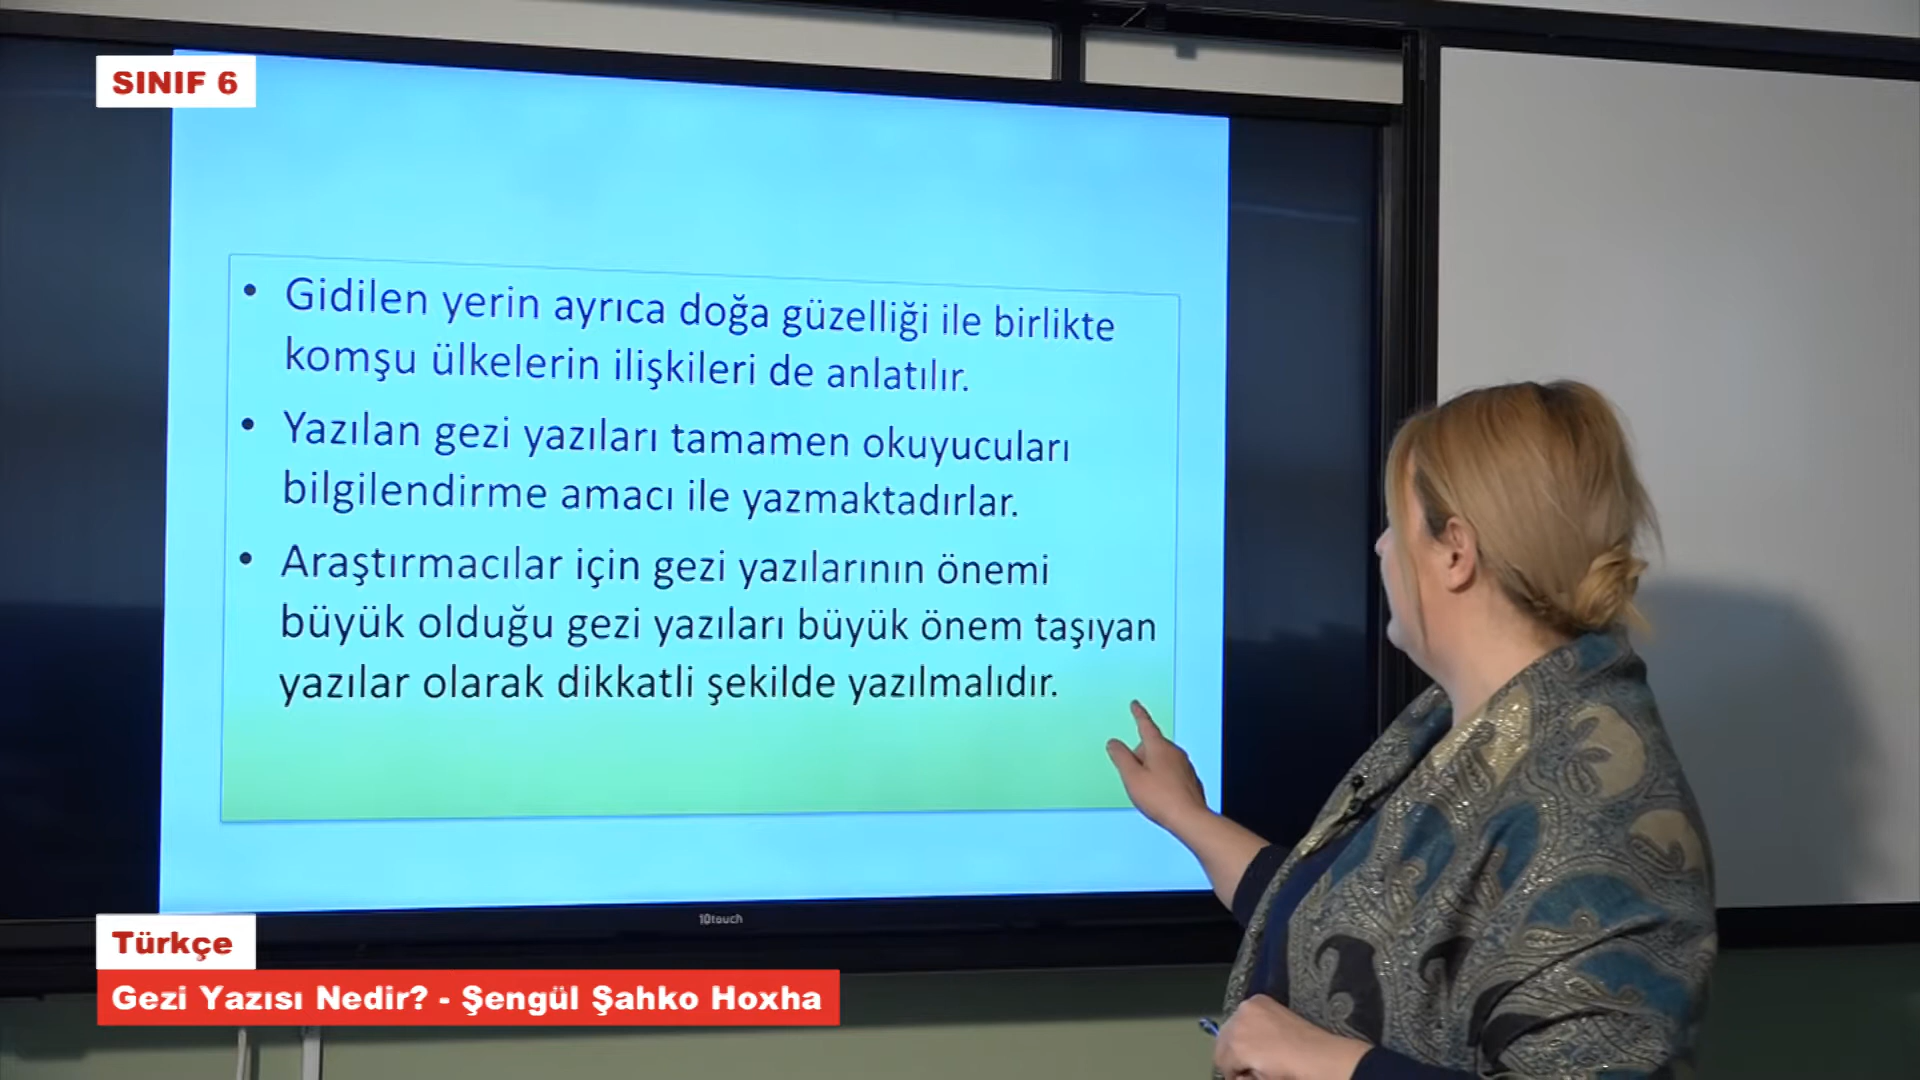 SINIF 6
• Gidilen yerin ayrıca doğa güzelliği ile birlikte
komşu ülkelerin ilişkileri de anlatılır.
• Yazılan gezi yazıları tamamen okuyucuları
bilgilendirme amacı ile yazmaktadırlar.
• Araştırmacılar için gezi yazılarının önemi
büyük olduğu gezi yazıları büyük önem taşıyan
yazılar olarak dikkatli şekilde yazılmalıdır.
10touch
Türkçe
Gezi Yazısı Nedir? - Şengül Şahko Hoxha